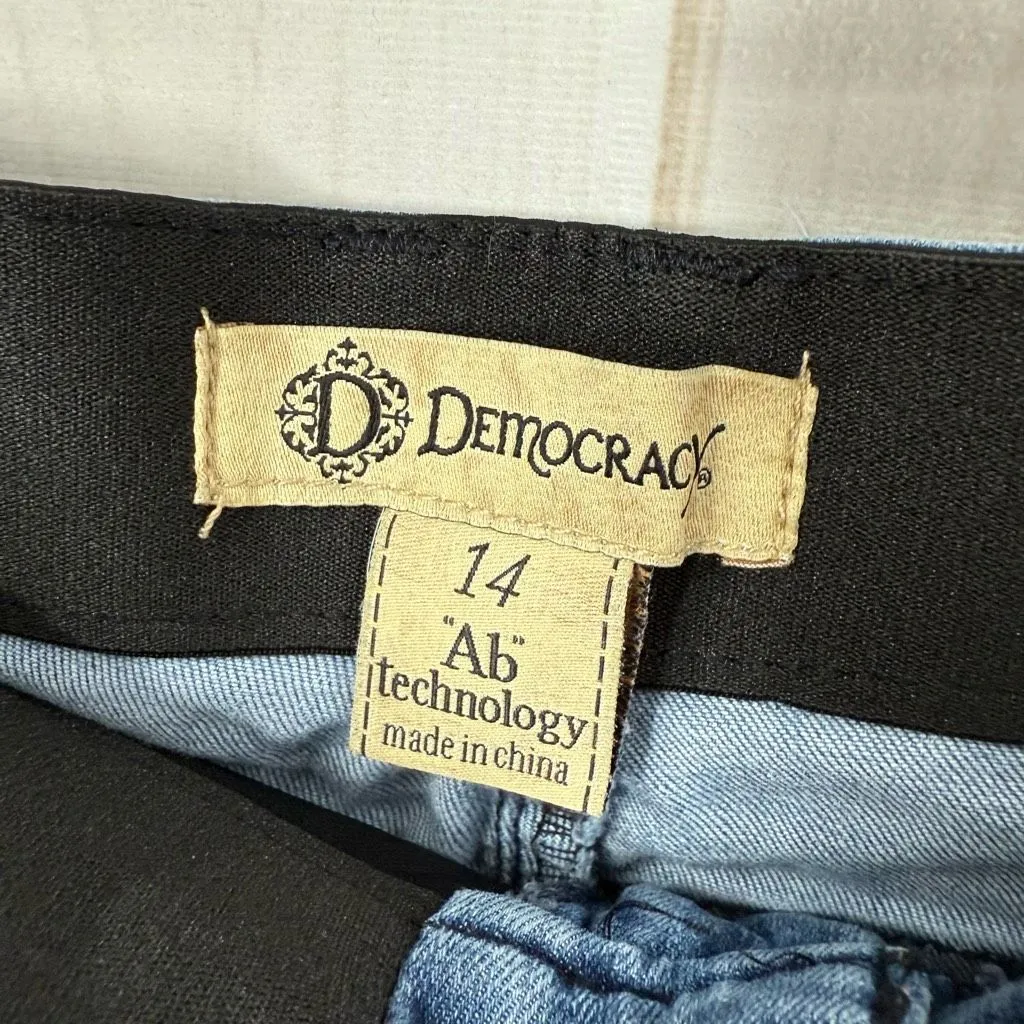 D DEMOCRACY®
14
"Ab"
technology
made in china